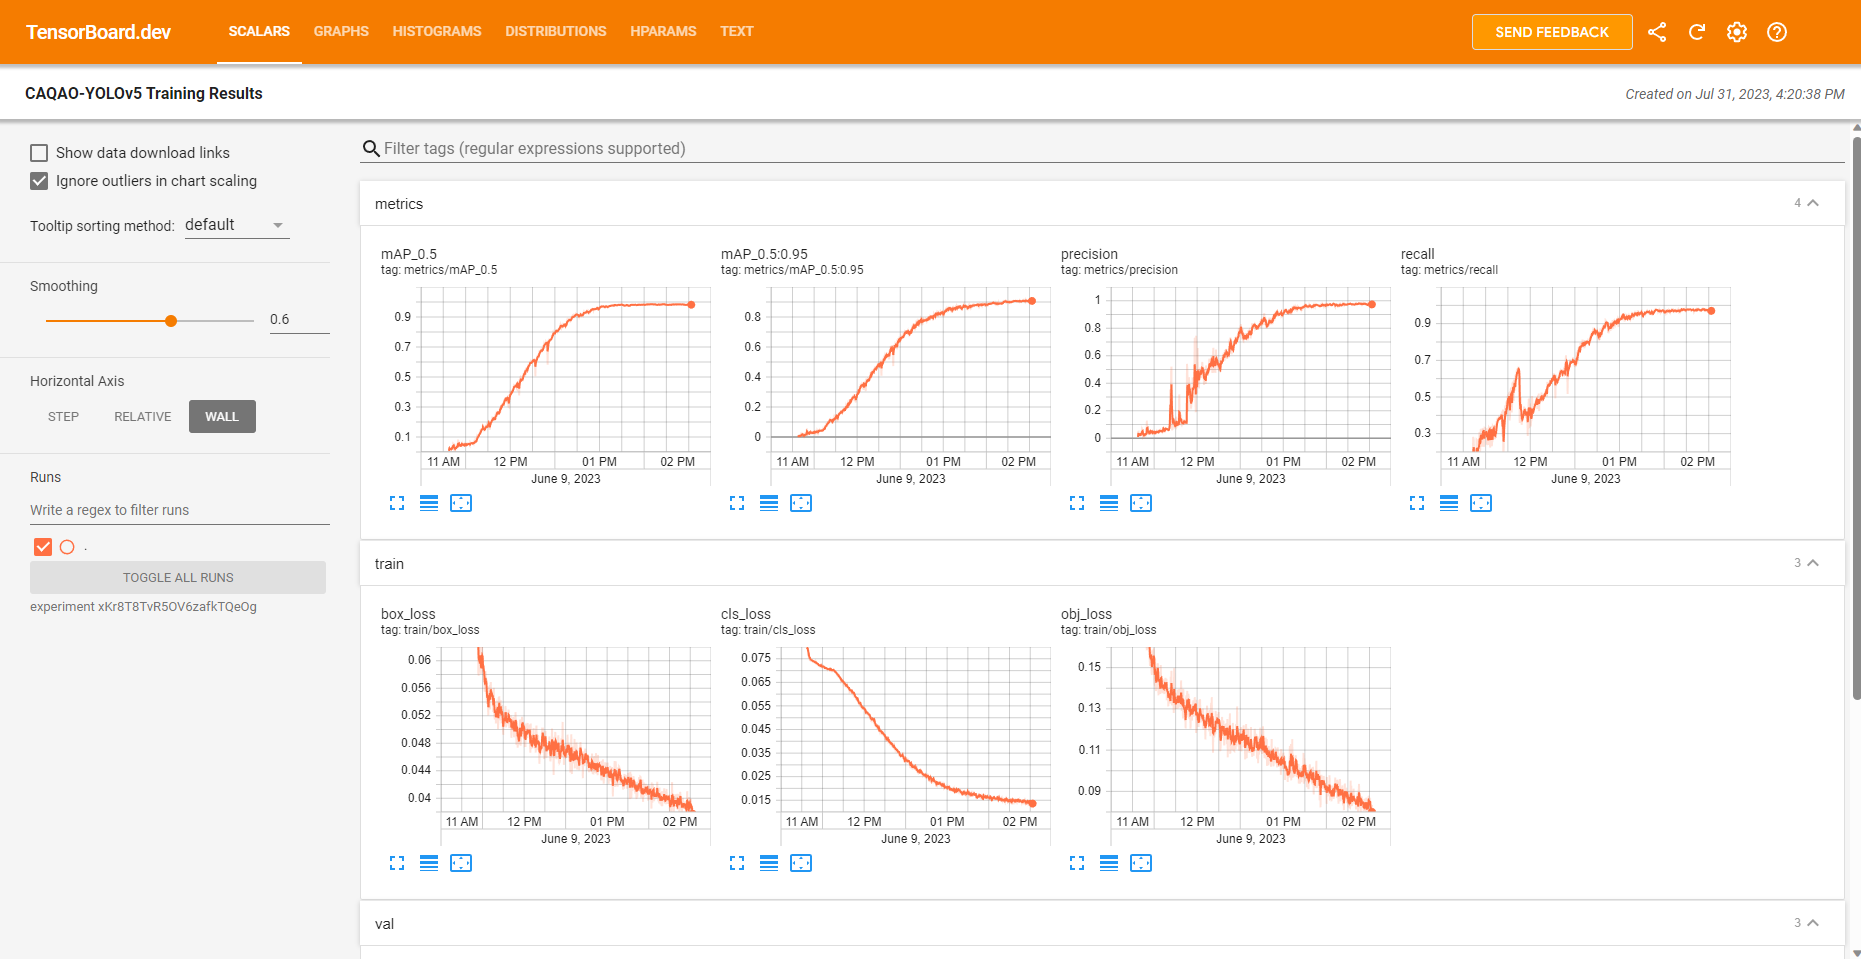 TensorBoard.dev SCALARS GRAPHS HISTOGRAMS DISTRIBUTIONS HPARAMS TEXT SEND FEEDBACK
CAQAO-YOLOv5 Training Results Created on Jul 31, 2023, 4:20:38 PM
Show data download links
Ignore outliers in chart scaling
Tooltip sorting method: default
Smoothing
0.6
Horizontal Axis
STEP RELATIVE WALL
Runs
Write a regex to filter runs
.
TOGGLE ALL RUNS
experiment xKr8T8TvR5OV6zafkTQeOg
Filter tags (regular expressions supported)
metrics 4
mAP_0.5
tag: metrics/mAP_0.5
0.9
0.7
0.5
0.3
0.1
11 AM 12 PM 01 PM 02 PM
June 9, 2023
mAP_0.5:0.95
tag: metrics/mAP_0.5:0.95
0.8
0.6
0.4
0.2
0
11 AM 12 PM 01 PM 02 PM
June 9, 2023
precision
tag: metrics/precision
1
0.8
0.6
0.4
0.2
0
11 AM 12 PM 01 PM 02 PM
June 9, 2023
recall
tag: metrics/recall
0.9
0.7
0.5
0.3
11 AM 12 PM 01 PM 02 PM
June 9, 2023
train 3
box_loss
tag: train/box_loss
0.06
0.056
0.052
0.048
0.044
0.04
11 AM 12 PM 01 PM 02 PM
June 9, 2023
cls_loss
tag: train/cls_loss
0.075
0.065
0.055
0.045
0.035
0.025
0.015
11 AM 12 PM 01 PM 02 PM
June 9, 2023
obj_loss
tag: train/obj_loss
0.15
0.13
0.11
0.09
11 AM 12 PM 01 PM 02 PM
June 9, 2023
val 3